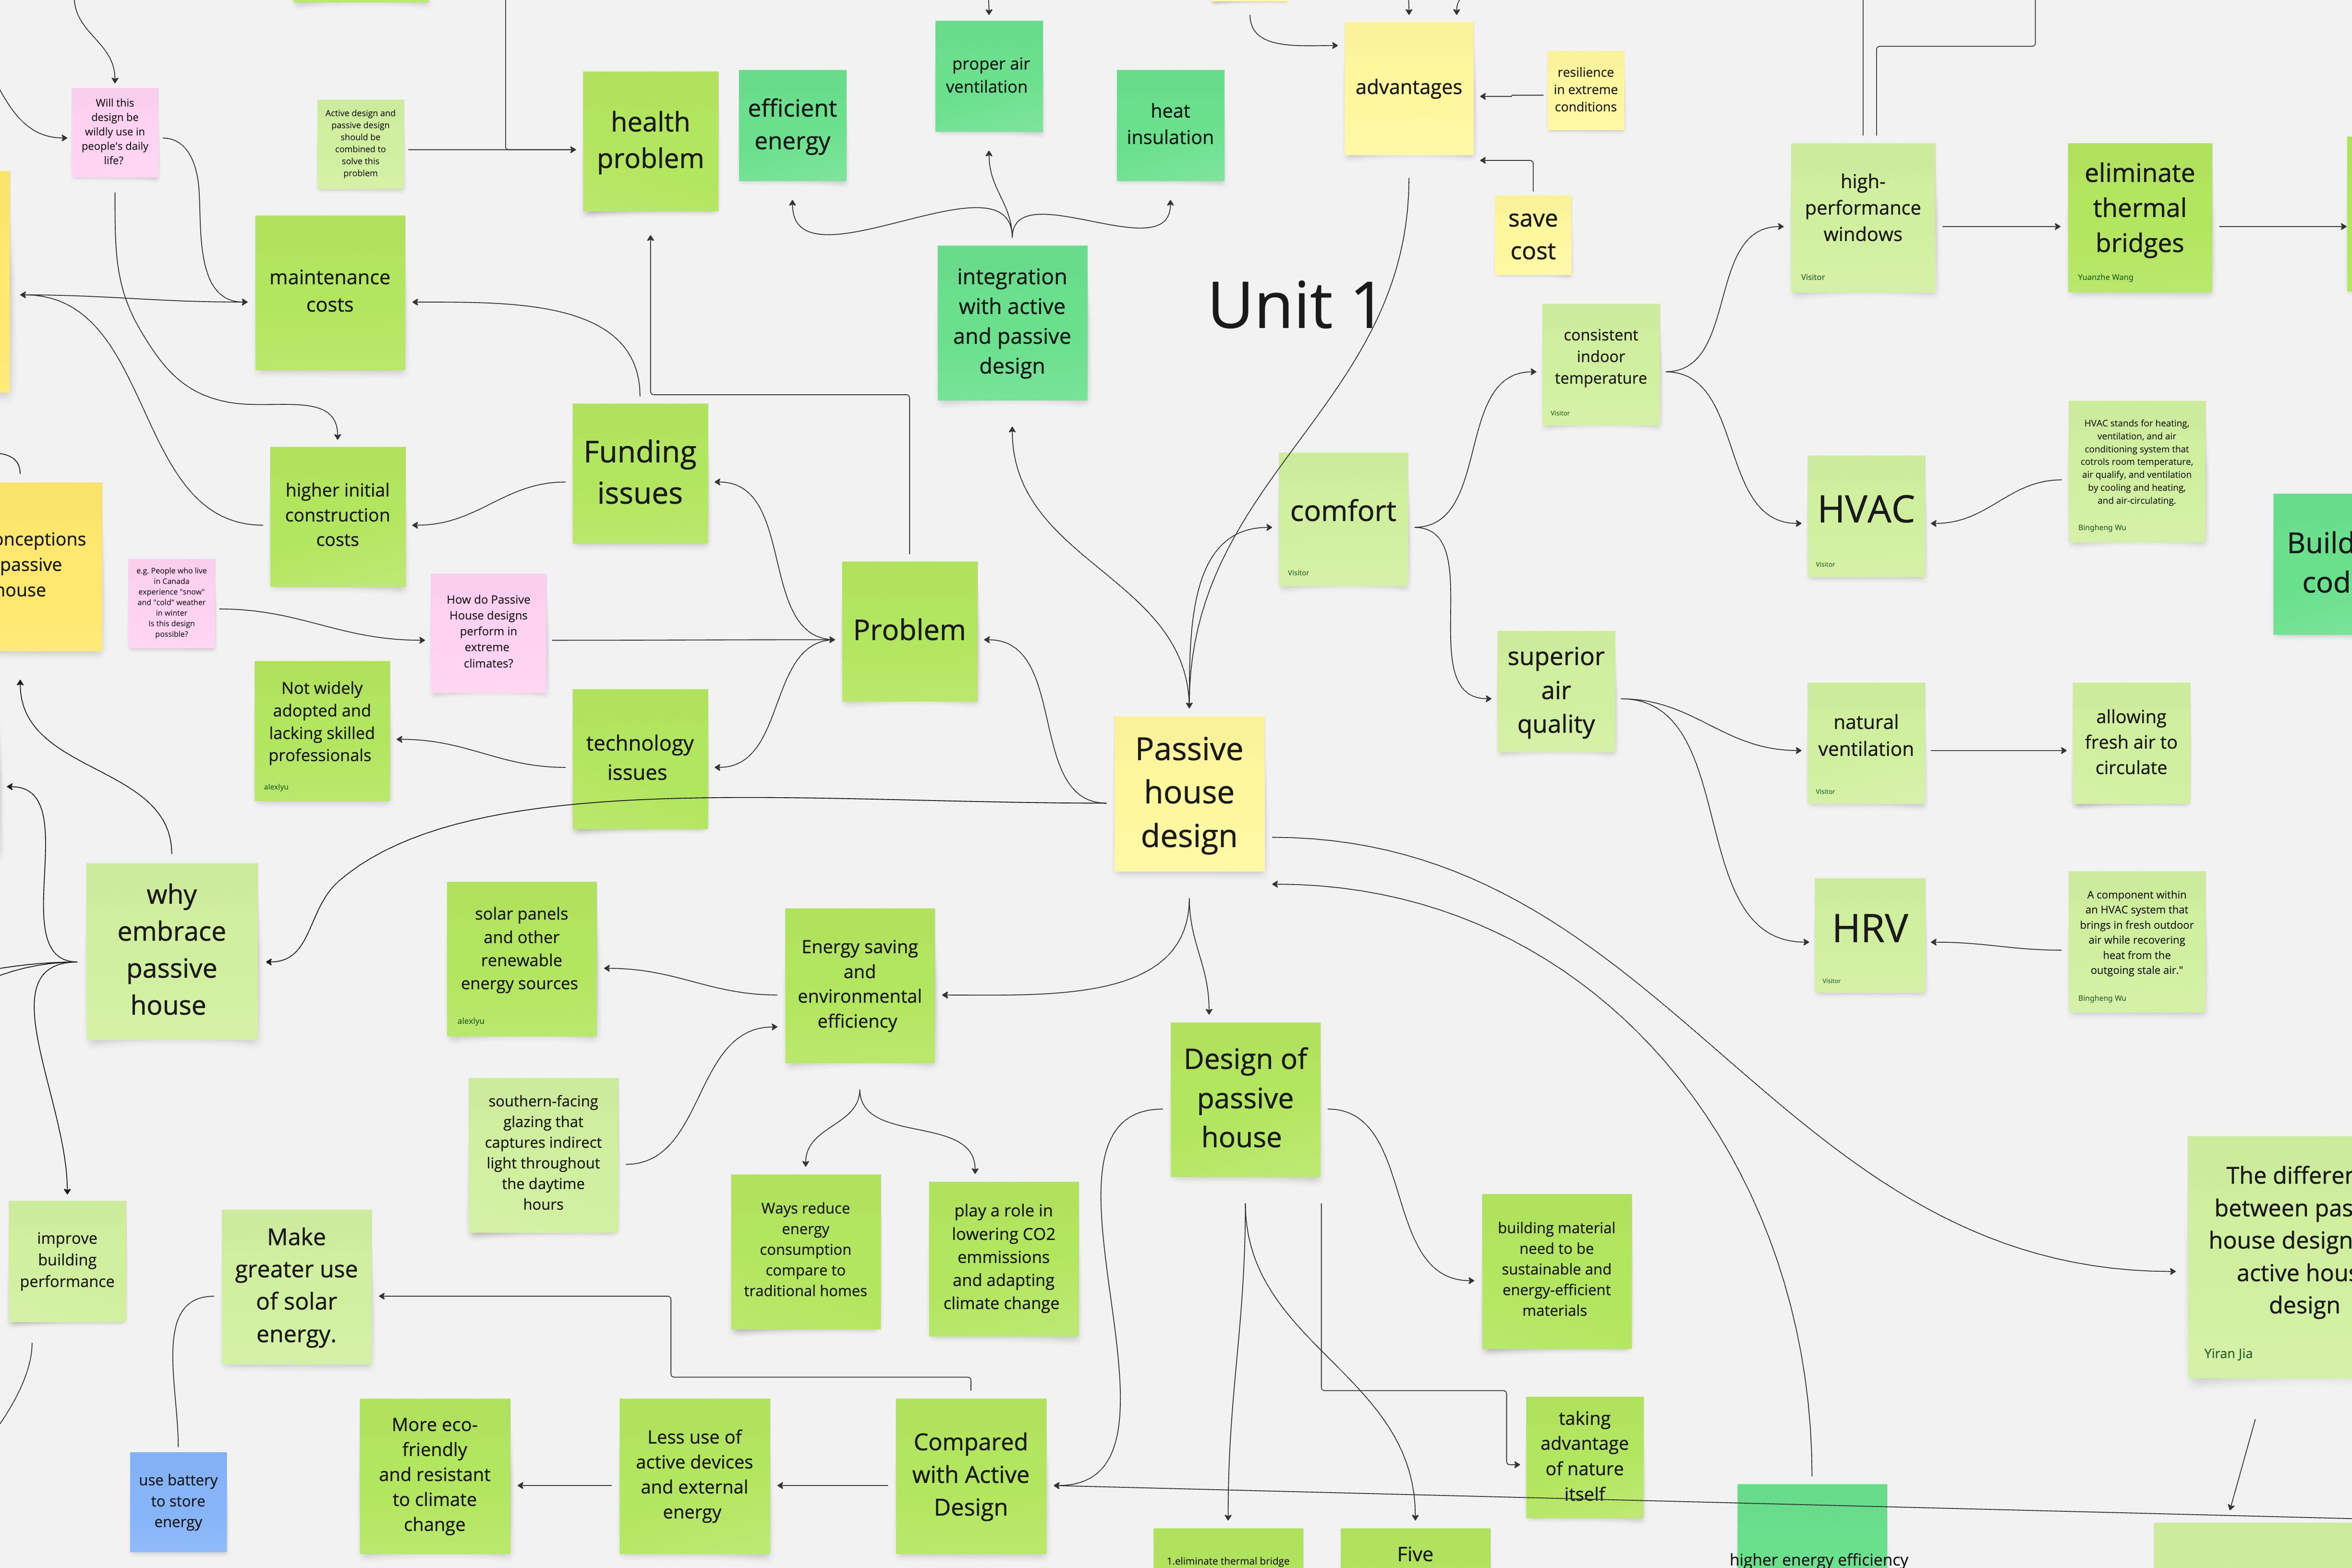 Will this
design be
wildly use in
people's daily
life?
Active design and
passive design
should be
combined to
solve this
problem
health
problem
efficient
energy
proper air
ventilation
heat
insulation
advantages
resilience
in extreme
conditions
save
cost
high-
performance
windows
Visitor
eliminate
thermal
bridges
Yuanzhe Wang
maintenance
costs
integration
with active
and passive
design
Unit 1
consistent
indoor
temperature
Visitor
Funding
issues
higher initial
construction
costs
comfort
Visitor
HVAC
Visitor
HVAC stands for heating,
ventilation, and air
conditioning system that
cotrols room temperature,
air qualify, and ventilation
by cooling and heating,
and air-circulating.
Bingheng Wu
Build
cod
onceptions
passive
ouse
e.g. People who live
in Canada
experience "snow"
and "cold" weather
in winter
Is this design
possible?
How do Passive
House designs
perform in
extreme
climates?
Problem
superior
air
quality
Not widely
adopted and
lacking skilled
professionals
alexlyu
technology
issues
Passive
house
design
natural
ventilation
Visitor
allowing
fresh air to
circulate
why
embrace
passive
house
solar panels
and other
renewable
energy sources
alexlyu
Energy saving
and
environmental
efficiency
HRV
Visitor
A component within
an HVAC system that
brings in fresh outdoor
air while recovering
heat from the
outgoing stale air."
Bingheng Wu
Design of
passive
house
southern-facing
glazing that
captures indirect
light throughout
the daytime
hours
improve
building
performance
Make
greater use
of solar
energy.
Ways reduce
energy
consumption
compare to
traditional homes
play a role in
lowering CO2
emmissions
and adapting
climate change
building material
need to be
sustainable and
energy-efficient
materials
The differen
between pas
house design
active hous
design
Yiran Jia
use battery
to store
energy
More eco-
friendly
and resistant
to climate
change
Less use of
active devices
and external
energy
Compared
with Active
Design
taking
advantage
of nature
itself
1.eliminate thermal bridge
Five
higher energy efficiency